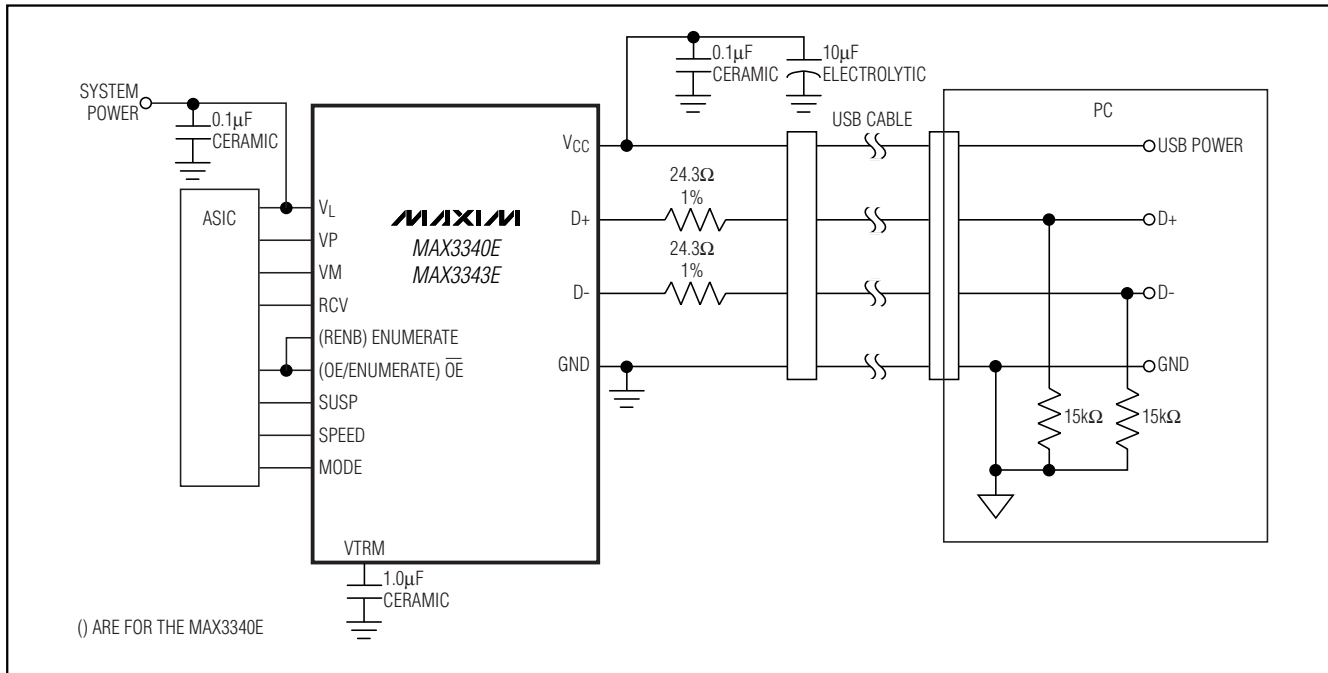 SYSTEM
POWER
0.1μF
CERAMIC
0.1μF
CERAMIC
10μF
ELECTROLYTIC
ASIC
VL
VP
VM
RCV
(RENB) ENUMERATE
(OE/ENUMERATE) O̅E̅
SUSP
SPEED
MODE
MAXIM
MAX3340E
MAX3343E
VCC
D+
D-
GND
VTRM
1.0μF
CERAMIC
24.3Ω
1%
24.3Ω
1%
USB CABLE
PC
USB POWER
D+
D-
GND
15kΩ
15kΩ
() ARE FOR THE MAX3340E